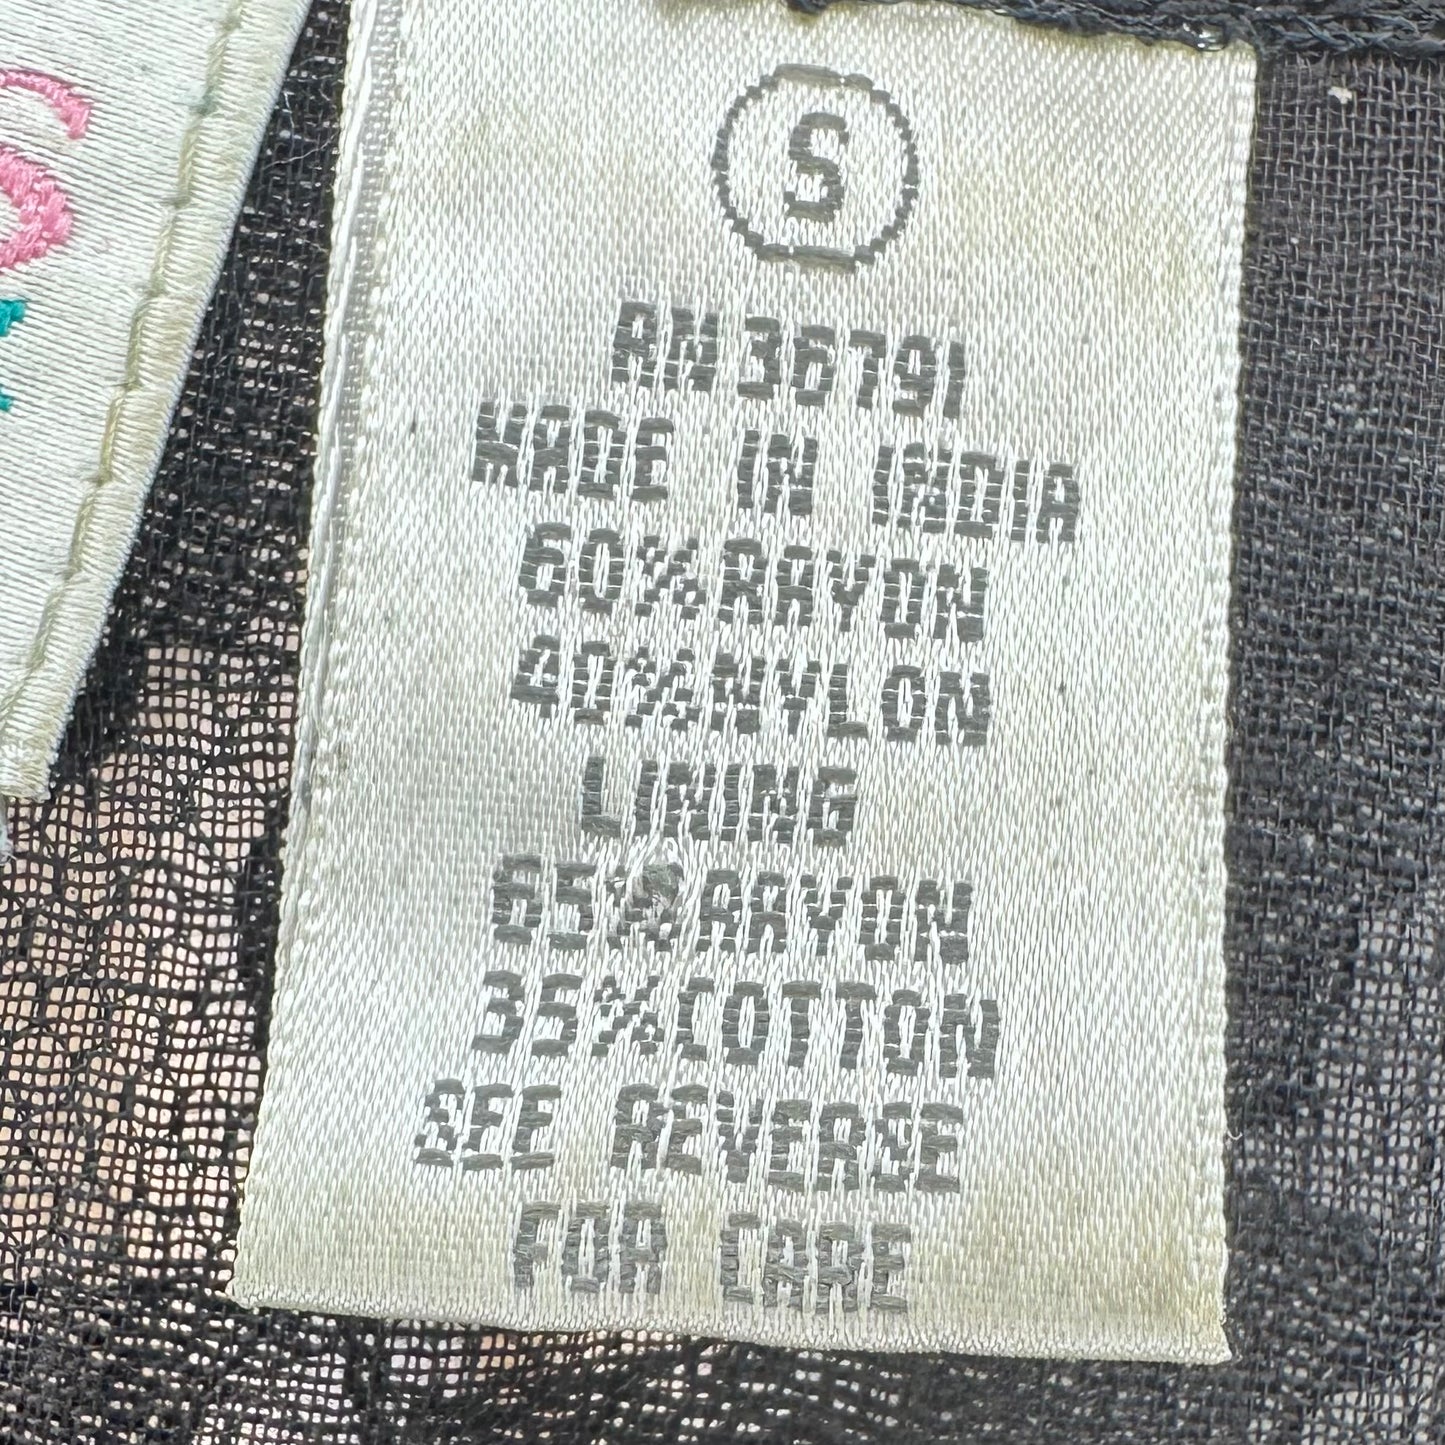 S
RN 36791
MADE IN INDIA
60% RAYON
40% NYLON
LINING
65% RAYON
35% COTTON
SEE REVERSE
FOR CARE